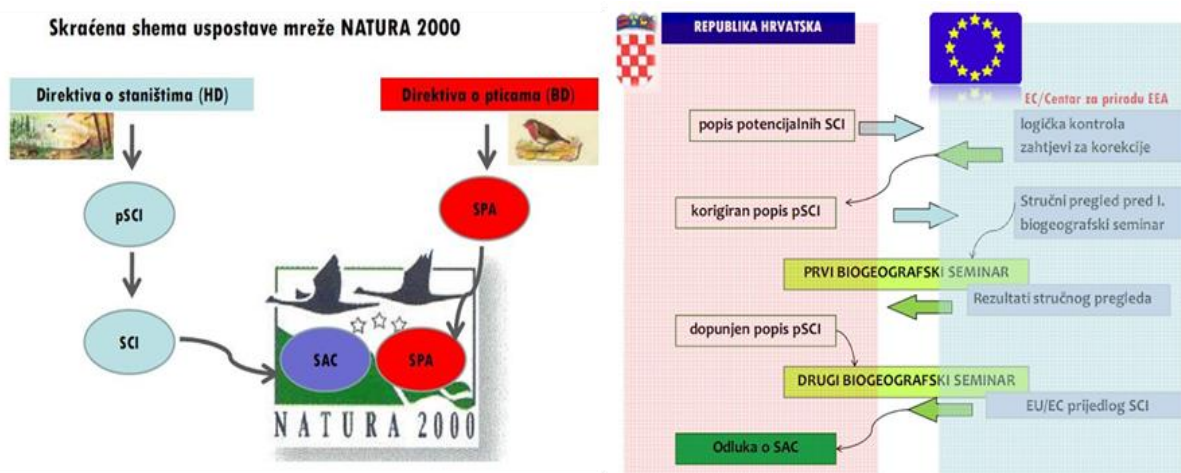 Skraćena shema uspostave mreže NATURA 2000
Direktiva o staništima (HD)
Direktiva o pticama (BD)
pSCI
SPA
SCI
SAC
SPA
NATURA 2000
REPUBLIKA HRVATSKA
EC/Centar za prirodu EEA
popis potencijalnih SCI
logička kontrola
zahtjevi za korekcije
korigiran popis pSCI
Stručni pregled pred I.
biogeografski seminar
PRVI BIOGEOGRAFSKI SEMINAR
Rezultati stručnog pregleda
dopunjen popis pSCI
DRUGI BIOGEOGRAFSKI SEMINAR
EU/EC prijedlog SCI
Odluka o SAC